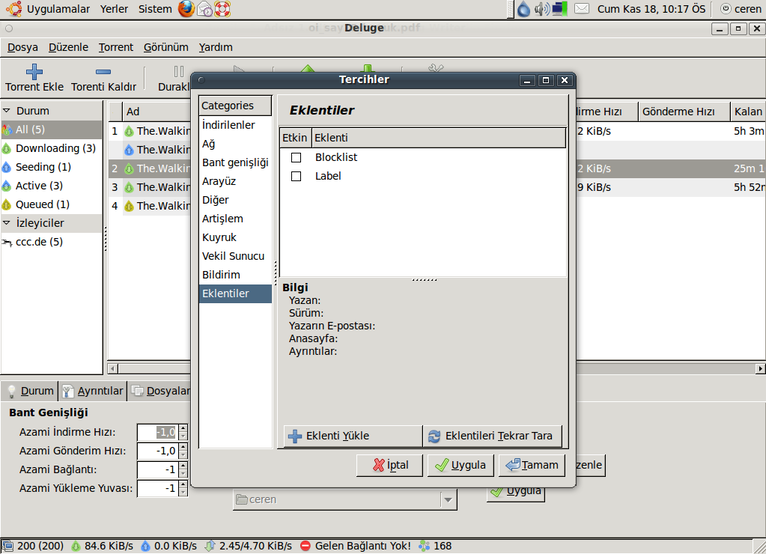 Uygulamalar Yerler Sistem Cum Kas 18, 10:17 ÖS ceren
Deluge
Dosya Düzenle Torrent Görünüm Yardım
Torrent Ekle Torenti Kaldır Durakl
Tercihler
Durum
All (5)
Downloading (3)
Seeding (1)
Active (3)
Queued (1)
İzleyiciler
ccc.de (5)
Ad
1 The.Walkin
The.Walkin
2 The.Walkin
3 The.Walkin
4 The.Walkin
Categories
İndirilenler
Ağ
Bant genişliği
Arayüz
Diğer
Artişlem
Kuyruk
Vekil Sunucu
Bildirim
Eklentiler
Eklentiler
Etkin Eklenti
Blocklist
Label
Bilgi
Yazan:
Sürüm:
Yazarın E-postası:
Anasayfa:
Ayrıntılar:
Eklenti Yükle Eklentileri Tekrar Tara
İptal Uygula Tamam
dirme Hızı Gönderme Hızı Kalan
2 KiB/s 5h 3m
2 KiB/s 25m 1
9 KiB/s 5h 52m
Durum Ayrıntılar Dosyalar
Bant Genişliği
Azami İndirme Hızı: -1,0
Azami Gönderim Hızı: -1,0
Azami Bağlantı: -1
Azami Yükleme Yuvası: -1
ceren
zenle
Uygula
200 (200) 84.6 KiB/s 0.0 KiB/s 2.45/4.70 KiB/s Gelen Bağlantı Yok! 168